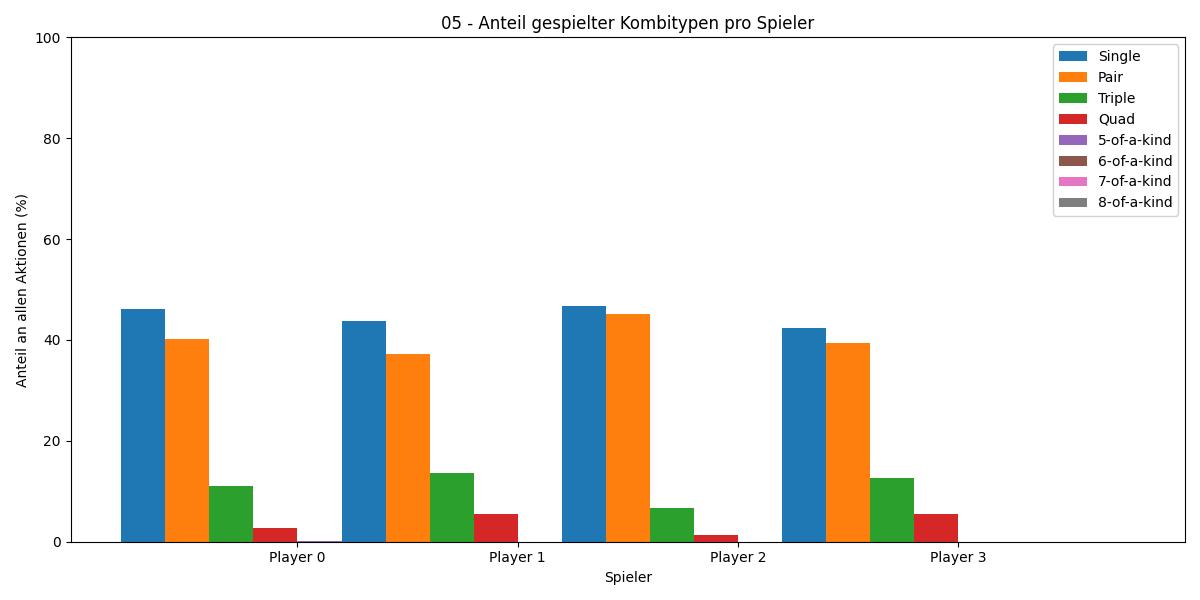 05 - Anteil gespielter Kombitypen pro Spieler
Anteil an allen Aktionen (%)
100
80
60
40
20
0
Single
Pair
Triple
Quad
5-of-a-kind
6-of-a-kind
7-of-a-kind
8-of-a-kind
Player 0
Player 1
Player 2
Player 3
Spieler